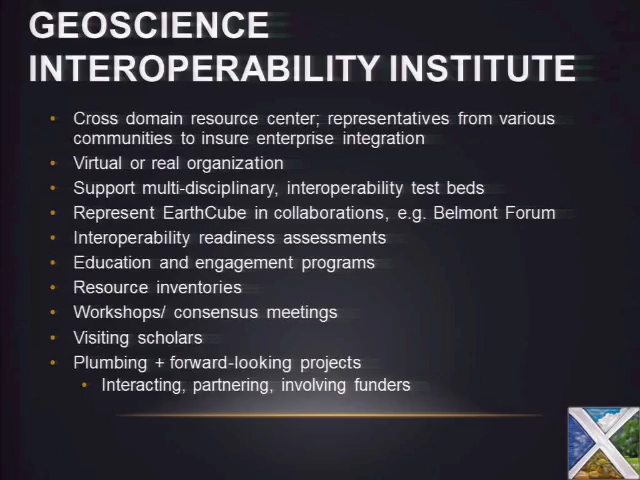 GEOSCIENCE
INTEROPERABILITY INSTITUTE
• Cross domain resource center; representatives from various
communities to insure enterprise integration
• Virtual or real organization
• Support multi-disciplinary, interoperability test beds
• Represent EarthCube in collaborations, e.g. Belmont Forum
• Interoperability readiness assessments
• Education and engagement programs
• Resource inventories
• Workshops/ consensus meetings
• Visiting scholars
• Plumbing + forward-looking projects
• Interacting, partnering, involving funders